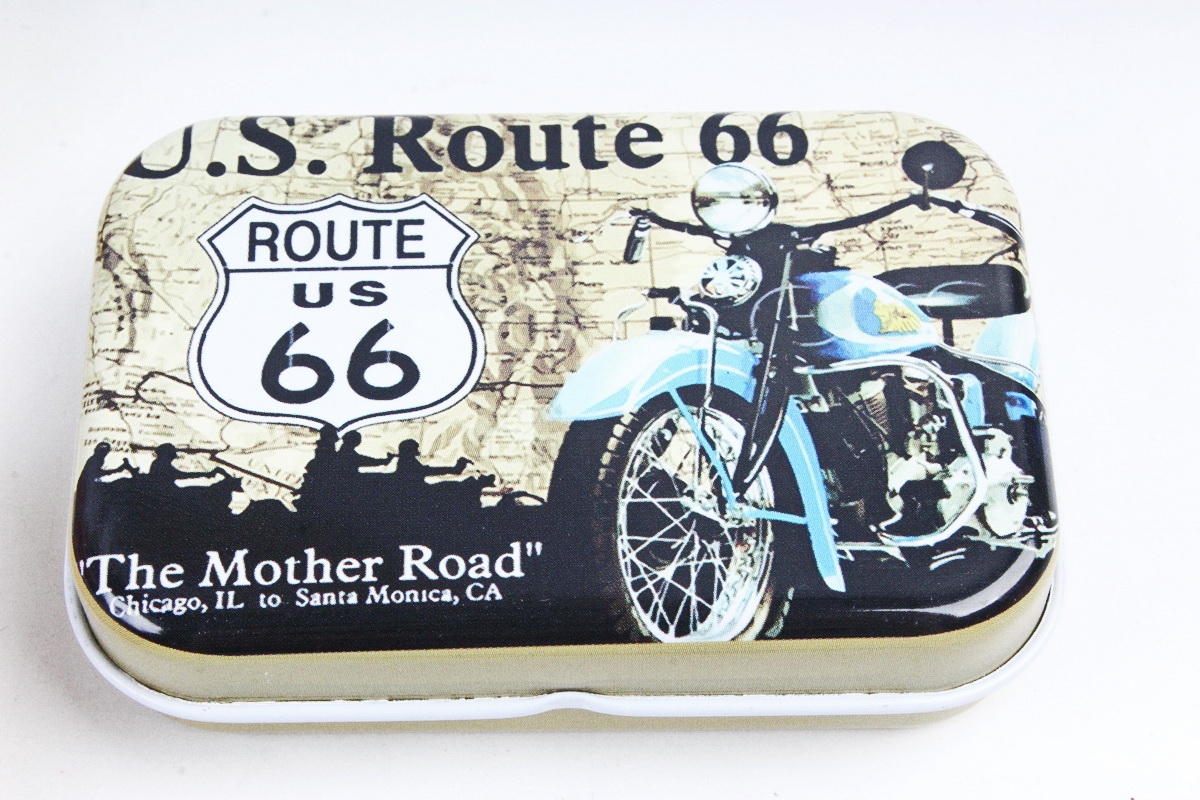 U.S. Route 66
ROUTE
US
66
"The Mother Road"
Chicago, IL to Santa Monica, CA